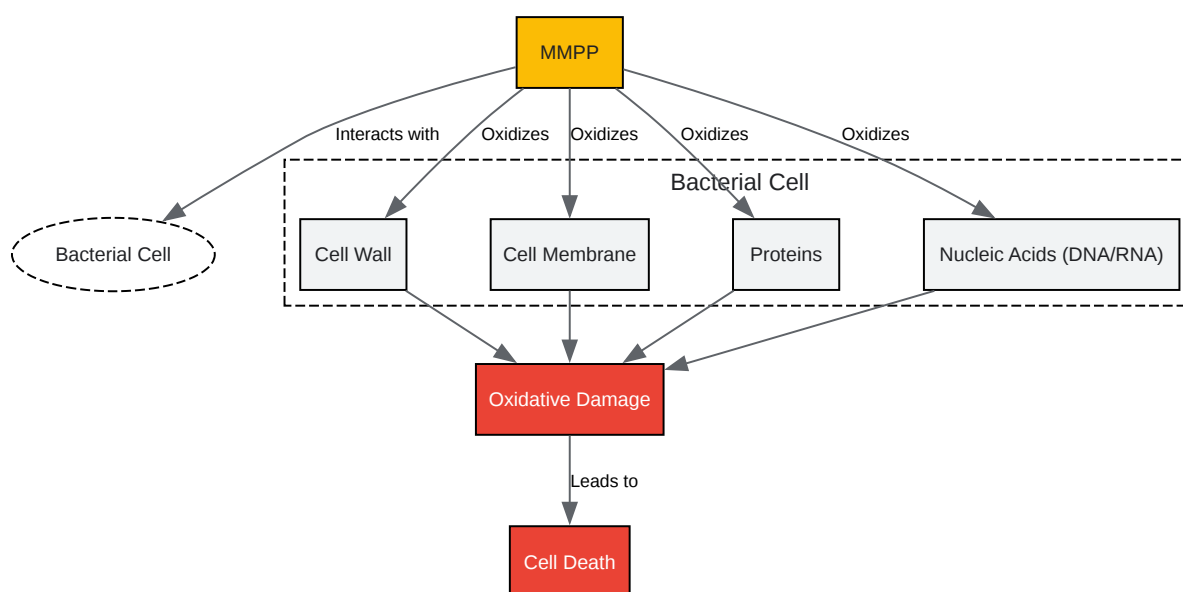 MMPP
Interacts with
Oxidizes
Oxidizes
Oxidizes
Oxidizes
Bacterial Cell
Bacterial Cell
Cell Wall
Cell Membrane
Proteins
Nucleic Acids (DNA/RNA)
Oxidative Damage
Leads to
Cell Death